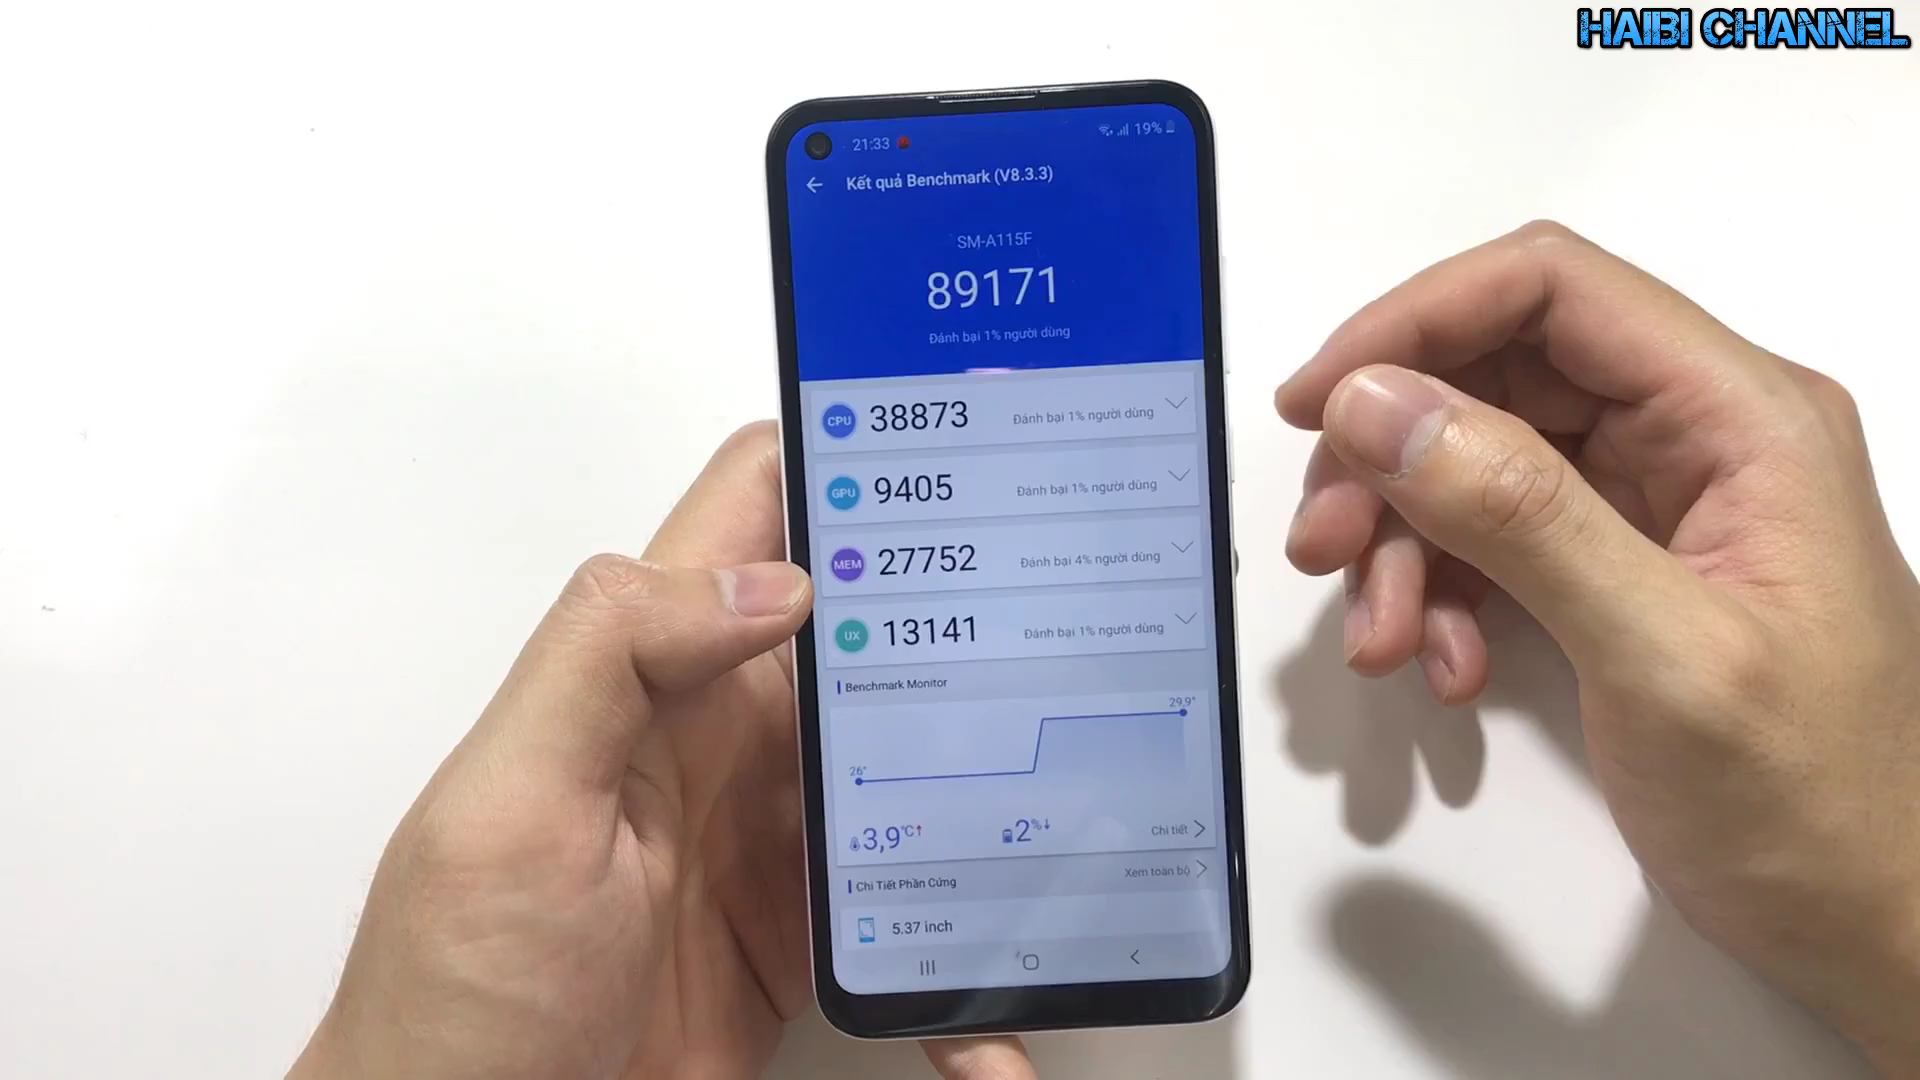 HAIBI CHANNEL
21:33
19%
Kết quả Benchmark (V8.3.3)
SM-A115F
89171
Đánh bại 1% người dùng
CPU 38873 Đánh bại 1% người dùng
GPU 9405 Đánh bại 1% người dùng
MEM 27752 Đánh bại 4% người dùng
UX 13141 Đánh bại 1% người dùng
Benchmark Monitor
29,9°
26°
3,9°C↑ 2%↓ Chi tiết
Chi Tiết Phần Cứng Xem toàn bộ
5.37 inch